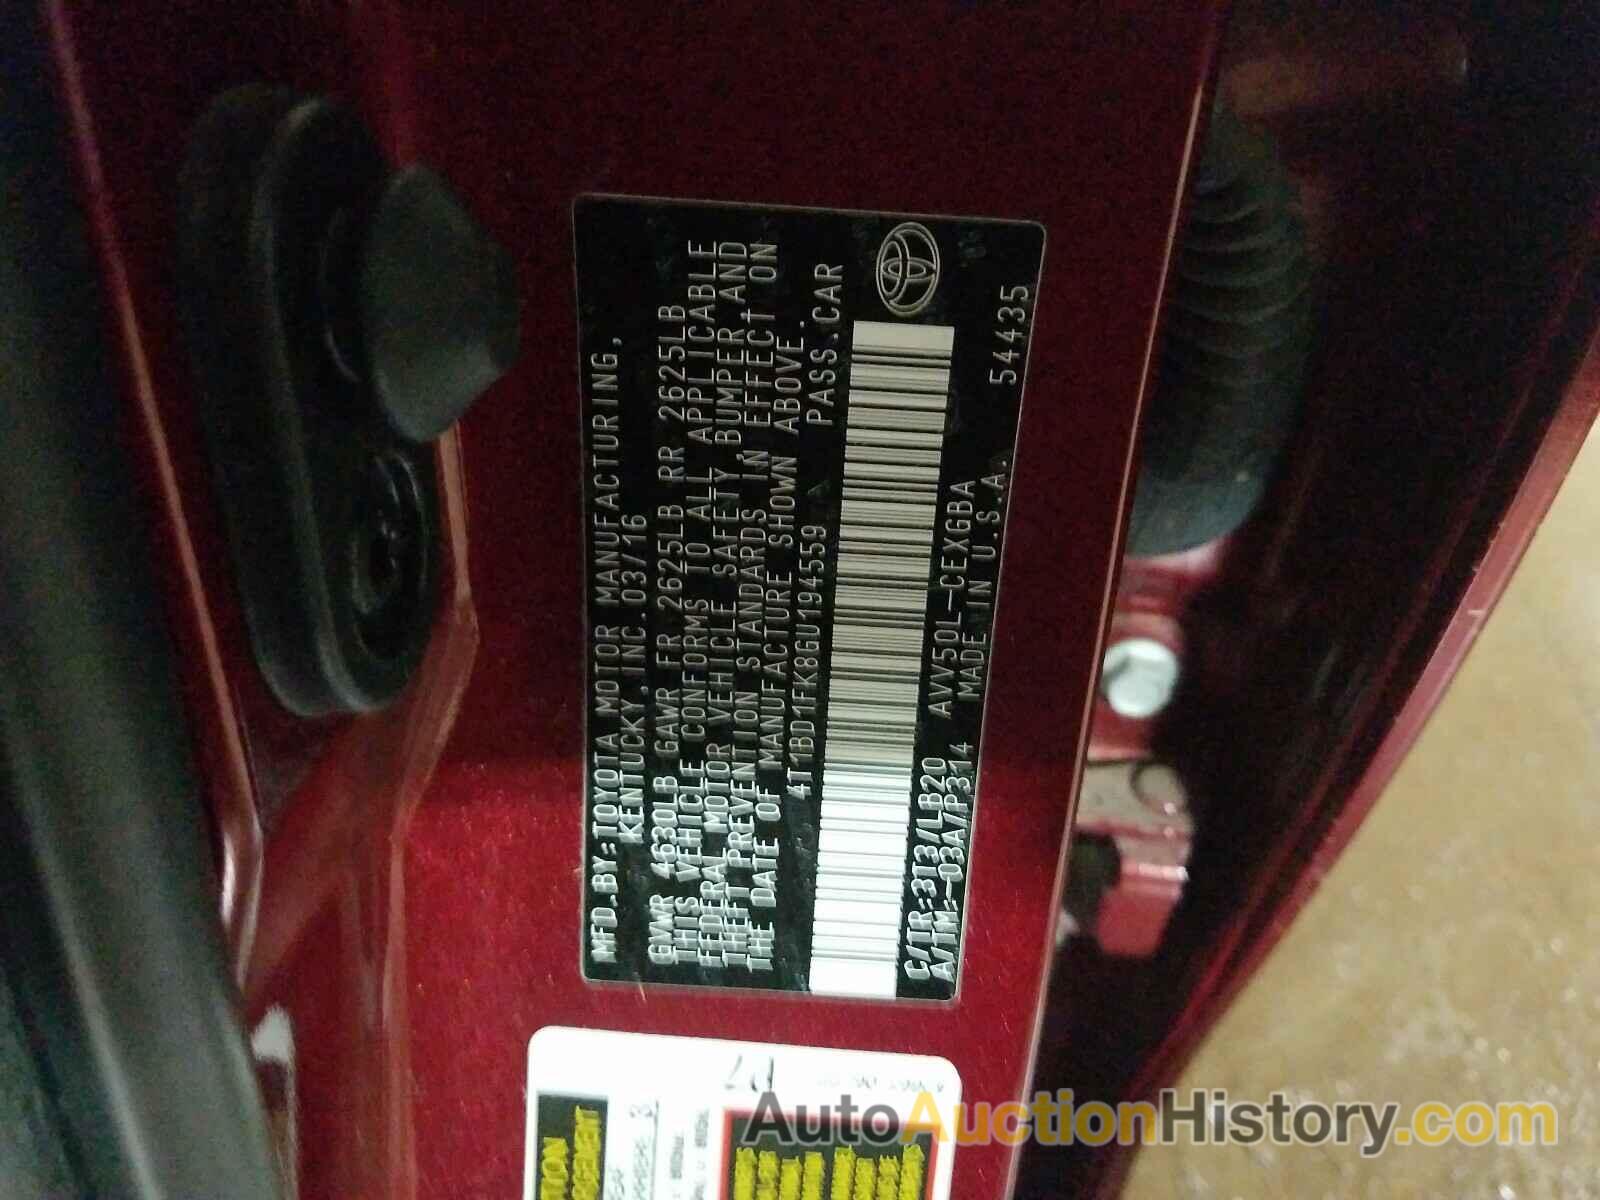 MFD.BY:TOYOTA MOTOR MANUFACTURING,
KENTUCKY,INC. 03/16
GVWR 4630LB GAWR FR 2625LB RR 2625LB
THIS VEHICLE CONFORMS TO ALL APPLICABLE
FEDERAL MOTOR VEHICLE SAFETY,BUMPER AND
THEFT PREVENTION STANDARDS IN EFFECT ON
THE DATE OF MANUFACTURE SHOWN ABOVE.
4T1BD1FK8GU194559 PASS.CAR
C/TR:3T3/LB20 AVV50L-CEXGBA 54435
A/TM:-03A/P314 MADE IN U.S.A.
AutoAuctionHistory.com